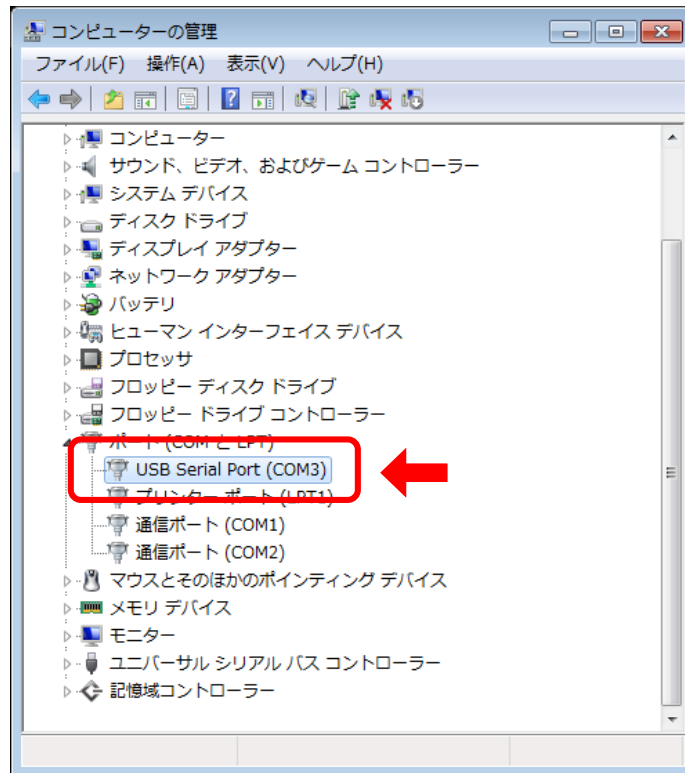 コンピューターの管理
ファイル(F) 操作(A) 表示(V) ヘルプ(H)
コンピューター
サウンド、ビデオ、およびゲーム コントローラー
システム デバイス
ディスク ドライブ
ディスプレイ アダプター
ネットワーク アダプター
バッテリ
ヒューマン インターフェイス デバイス
プロセッサ
フロッピー ディスク ドライブ
フロッピー ドライブ コントローラー
ポート (COM と LPT)
USB Serial Port (COM3)
プリンター ポート (LPT1)
通信ポート (COM1)
通信ポート (COM2)
マウスとそのほかのポインティング デバイス
メモリ デバイス
モニター
ユニバーサル シリアル バス コントローラー
記憶域コントローラー